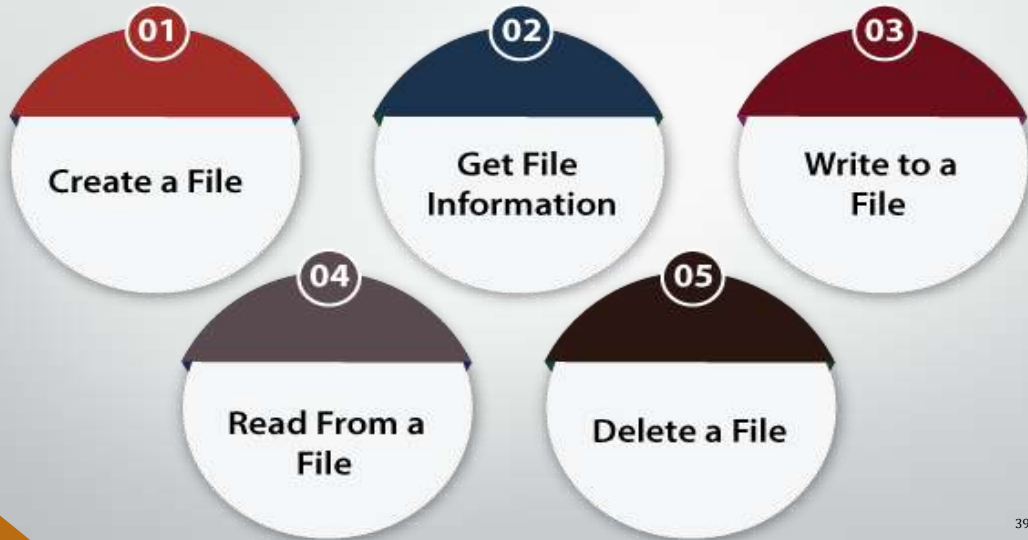 01
Create a File
02
Get File
Information
03
Write to a
File
04
Read From a
File
05
Delete a File
39